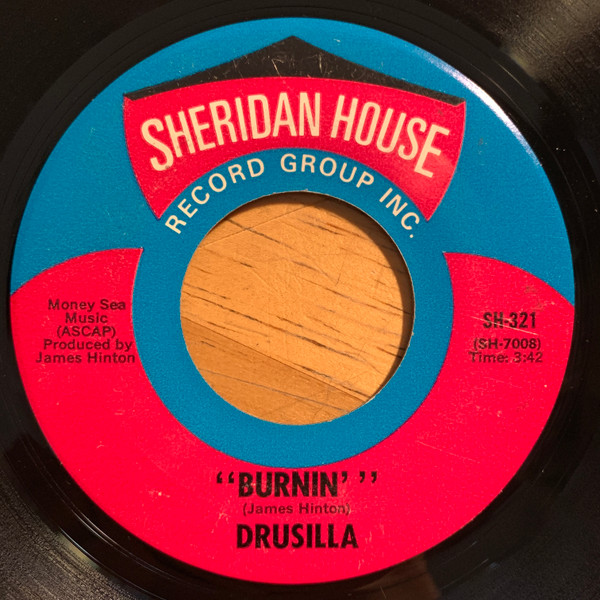 SHERIDAN HOUSE
RECORD GROUP INC.
Money Sea
Music
(ASCAP)
Produced by
James Hinton
SH-321
(SH-7008)
Time: 3:42
"BURNIN' "
(James Hinton)
DRUSILLA